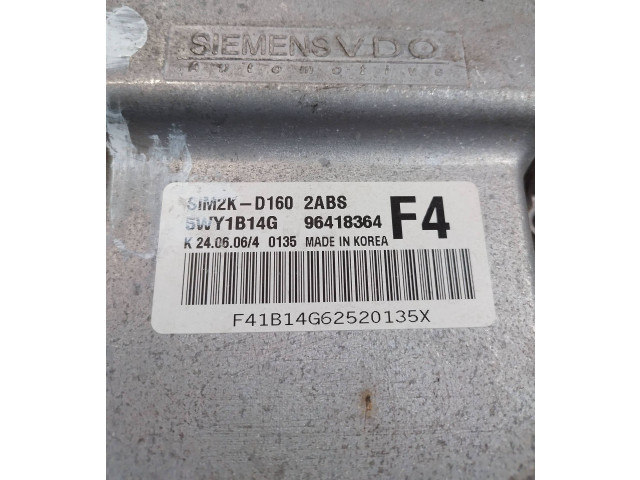 SIEMENS VDO
Automotive
SIM2K-D160 2ABS
5WY1B14G 96418364 F4
K 24.06.06/4 0135 MADE IN KOREA
F41B14G62520135X